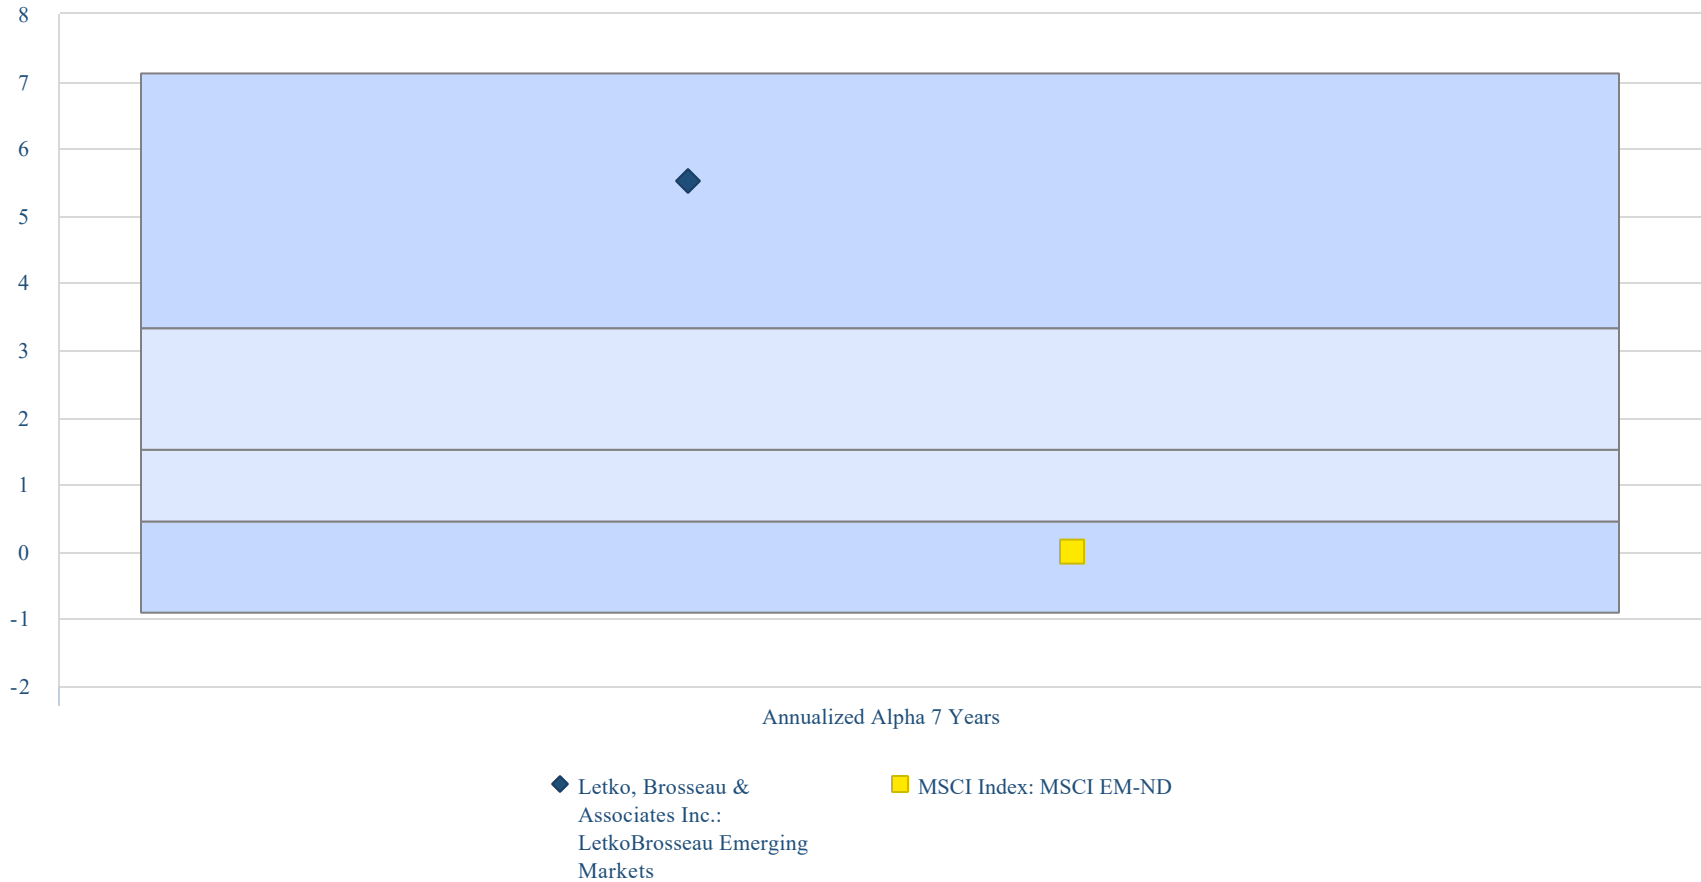 8
7
6
5
4
3
2
1
0
-1
-2
Annualized Alpha 7 Years
Letko, Brosseau &
Associates Inc.:
LetkoBrosseau Emerging
Markets
MSCI Index: MSCI EM-ND